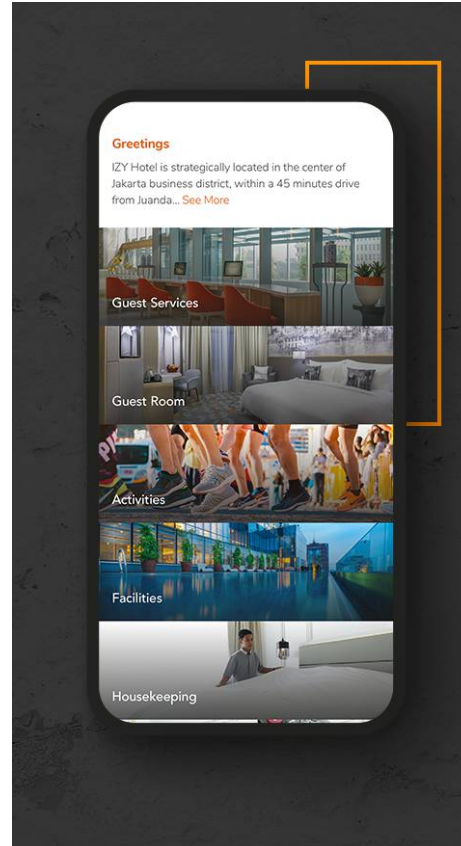 Greetings
IZY Hotel is strategically located in the center of
Jakarta business district, within a 45 minutes drive
from Juanda... See More
Guest Services
Guest Room
Activities
Facilities
Housekeeping